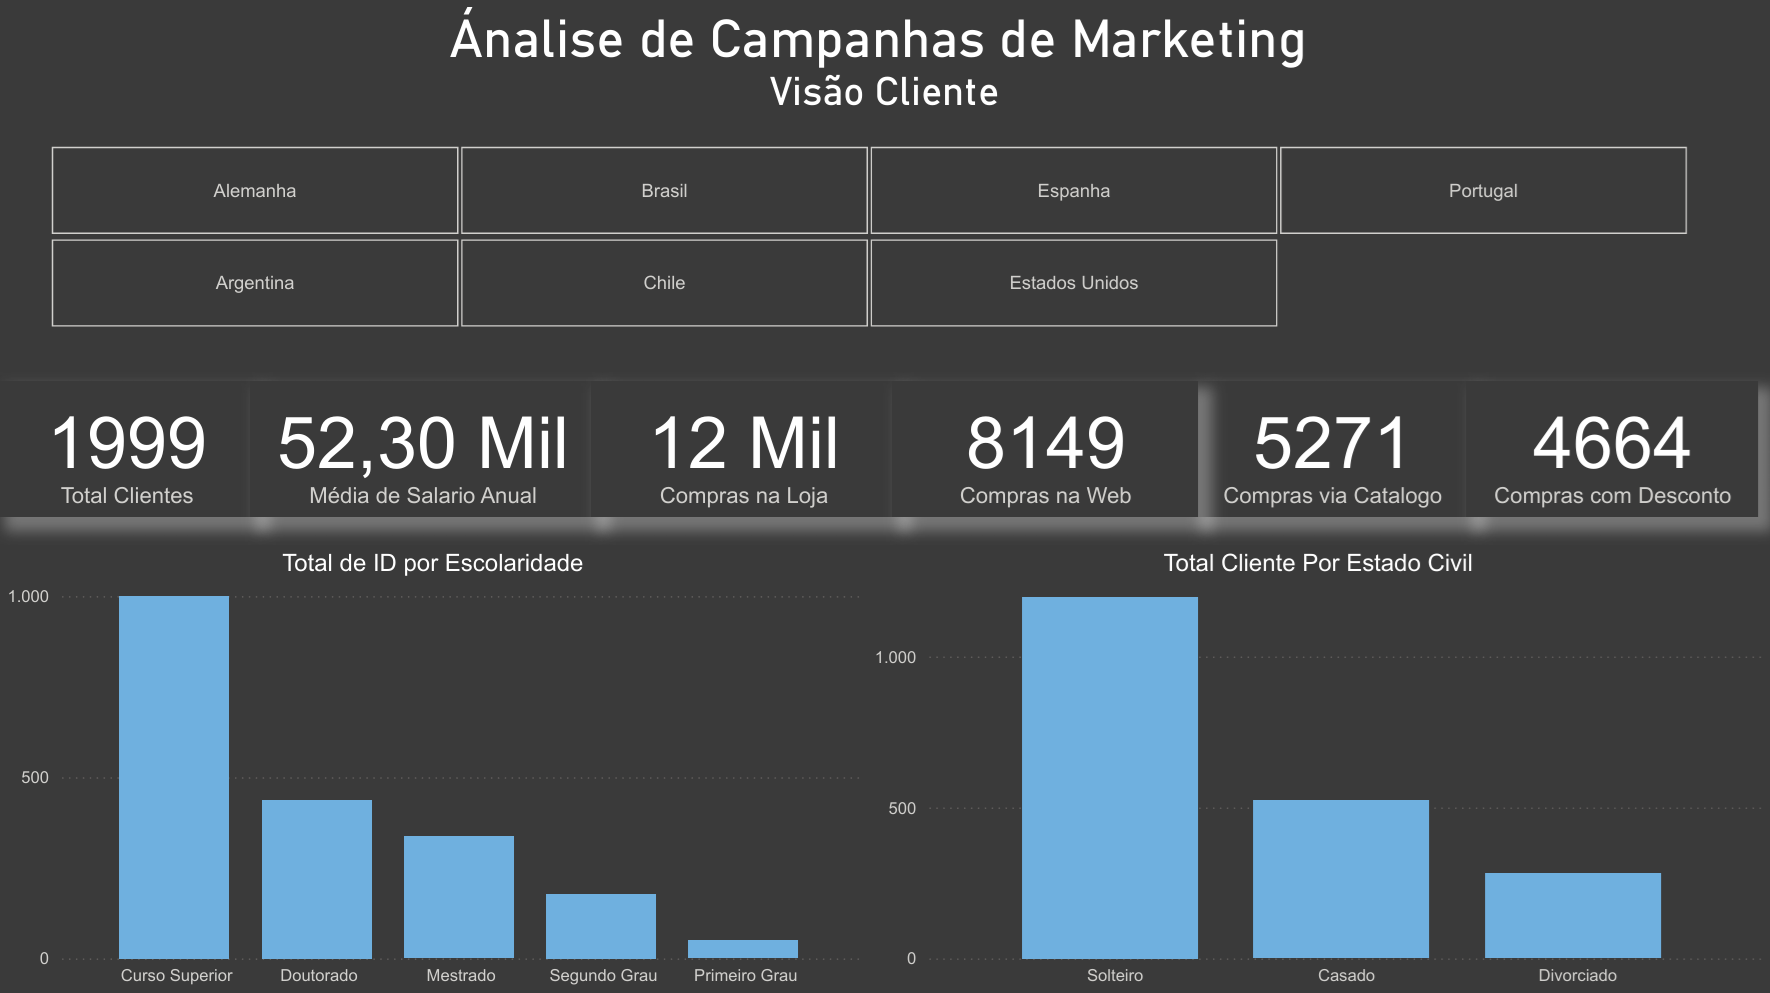 Ánalise de Campanhas de Marketing
Visão Cliente
Alemanha
Brasil
Espanha
Portugal
Argentina
Chile
Estados Unidos
1999
Total Clientes
52,30 Mil
Média de Salario Anual
12 Mil
Compras na Loja
8149
Compras na Web
5271
Compras via Catalogo
4664
Compras com Desconto
Total de ID por Escolaridade
1.000
500
0
Curso Superior
Doutorado
Mestrado
Segundo Grau
Primeiro Grau
Total Cliente Por Estado Civil
1.000
500
0
Solteiro
Casado
Divorciado